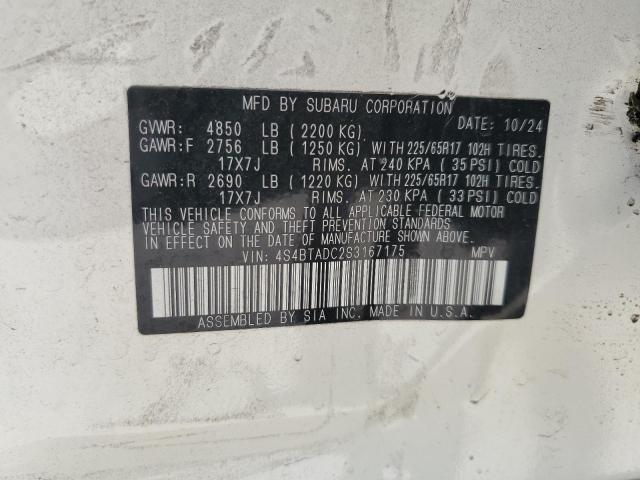 MFD BY SUBARU CORPORATION DATE: 10/24
GVWR: 4850 LB (2200 KG)
GAWR:F 2756 LB (1250 KG) WITH 225/65R17 102H TIRES.
17X7J RIMS. AT 240 KPA (35 PSI) COLD
GAWR:R 2690 LB (1220 KG) WITH 225/65R17 102H TIRES.
17X7J RIMS. AT 230 KPA (33 PSI) COLD
THIS VEHICLE CONFORMS TO ALL APPLICABLE FEDERAL MOTOR
VEHICLE SAFETY AND THEFT PREVENTION STANDARDS
IN EFFECT ON THE DATE OF MANUFACTURE SHOWN ABOVE.
VIN: 4S4BTADC2S3167175 MPV
ASSEMBLED BY SIA INC. MADE IN U.S.A.